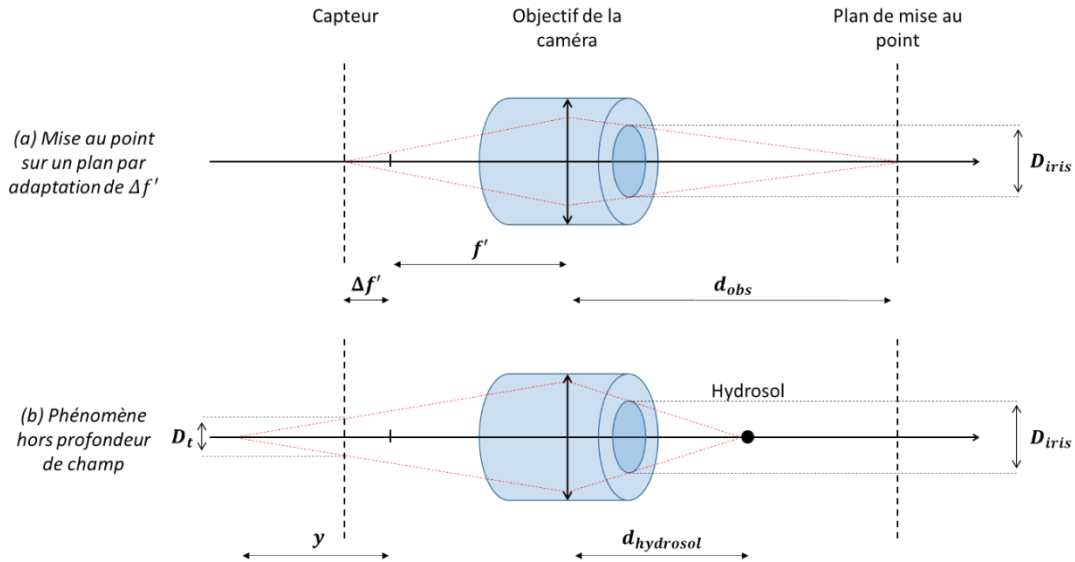 Capteur
Objectif de la
caméra
Plan de mise au
point
(a) Mise au point
sur un plan par
adaptation de Δf'
D_iris
f'
Δf'
d_obs
(b) Phénomène
hors profondeur
de champ
D_t
Hydrosol
D_iris
y
d_hydrosol